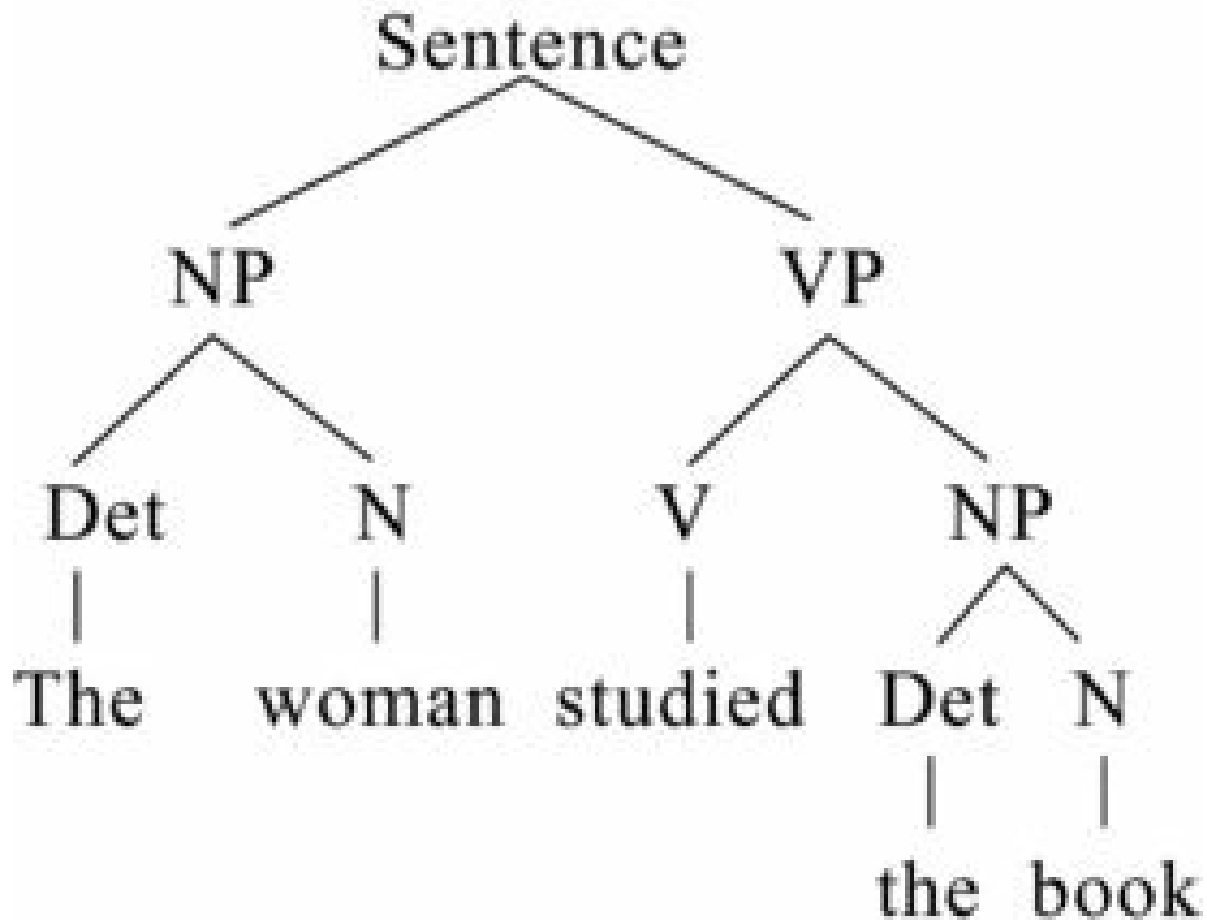 Sentence
NP VP
Det N V NP
The woman studied Det N
the book